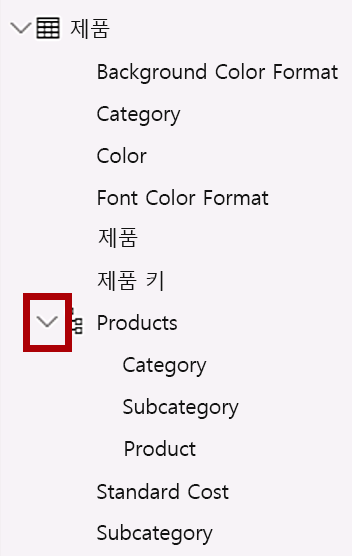 제품
Background Color Format
Category
Color
Font Color Format
제품
제품 키
Products
Category
Subcategory
Product
Standard Cost
Subcategory